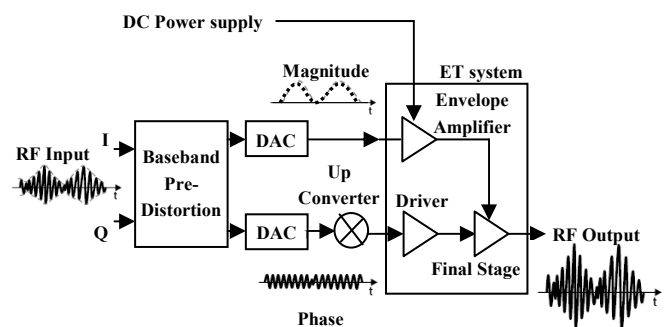 DC Power supply
Magnitude
t
ET system
Envelope
Amplifier
I
DAC
RF Input
t
Baseband
Pre-
Distortion
Up
Converter
Driver
Q
DAC
RF Output
Final Stage
t
Phase
t